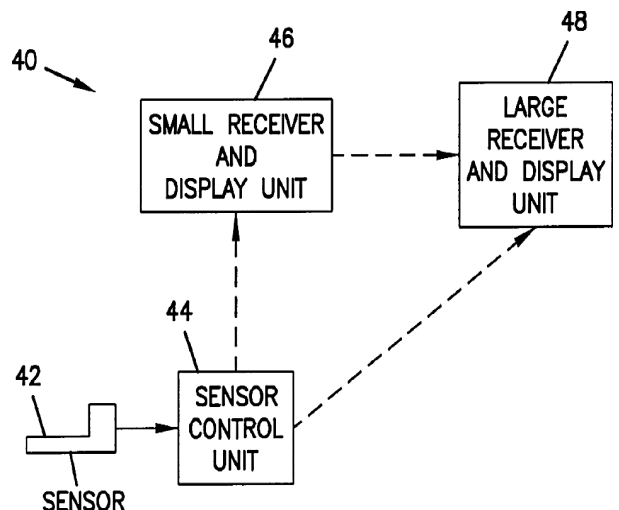 40
46
SMALL RECEIVER
AND
DISPLAY UNIT
48
LARGE
RECEIVER
AND DISPLAY
UNIT
44
SENSOR
CONTROL
UNIT
42
SENSOR